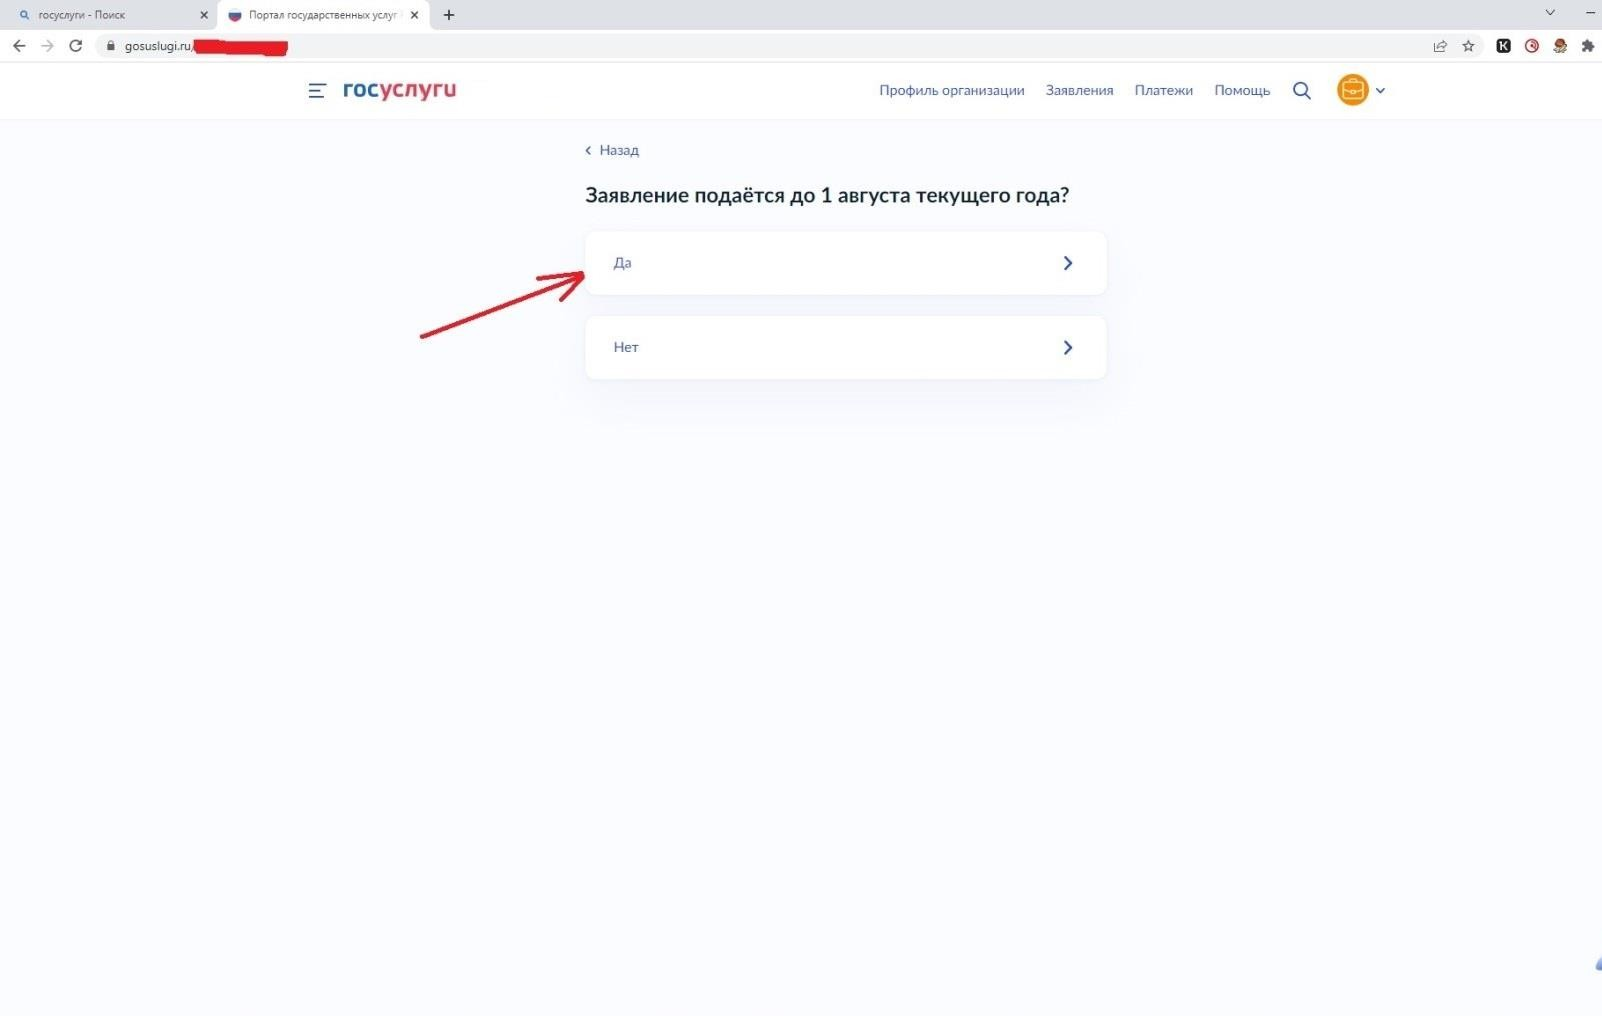 госуслуги - Поиск
Портал государственных услуг
gosuslugi.ru/
госуслуги
Профиль организации
Заявления
Платежи
Помощь
Назад
Заявление подаётся до 1 августа текущего года?
Да
Нет